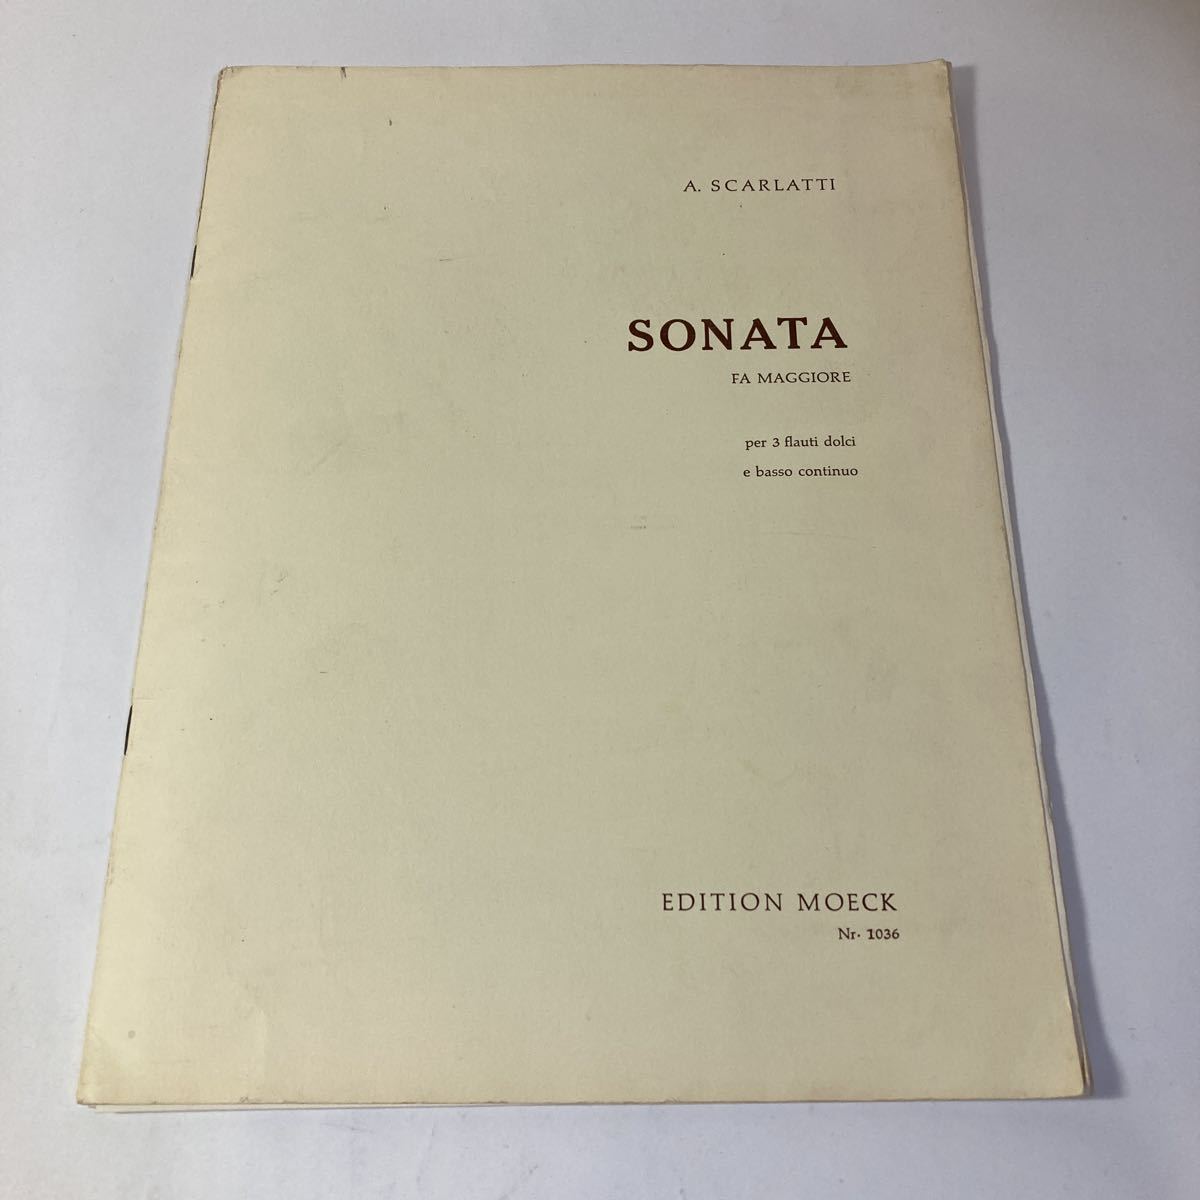 A. SCARLATTI
SONATA
FA MAGGIORE
per 3 flauti dolci
e basso continuo
EDITION MOECK
Nr. 1036